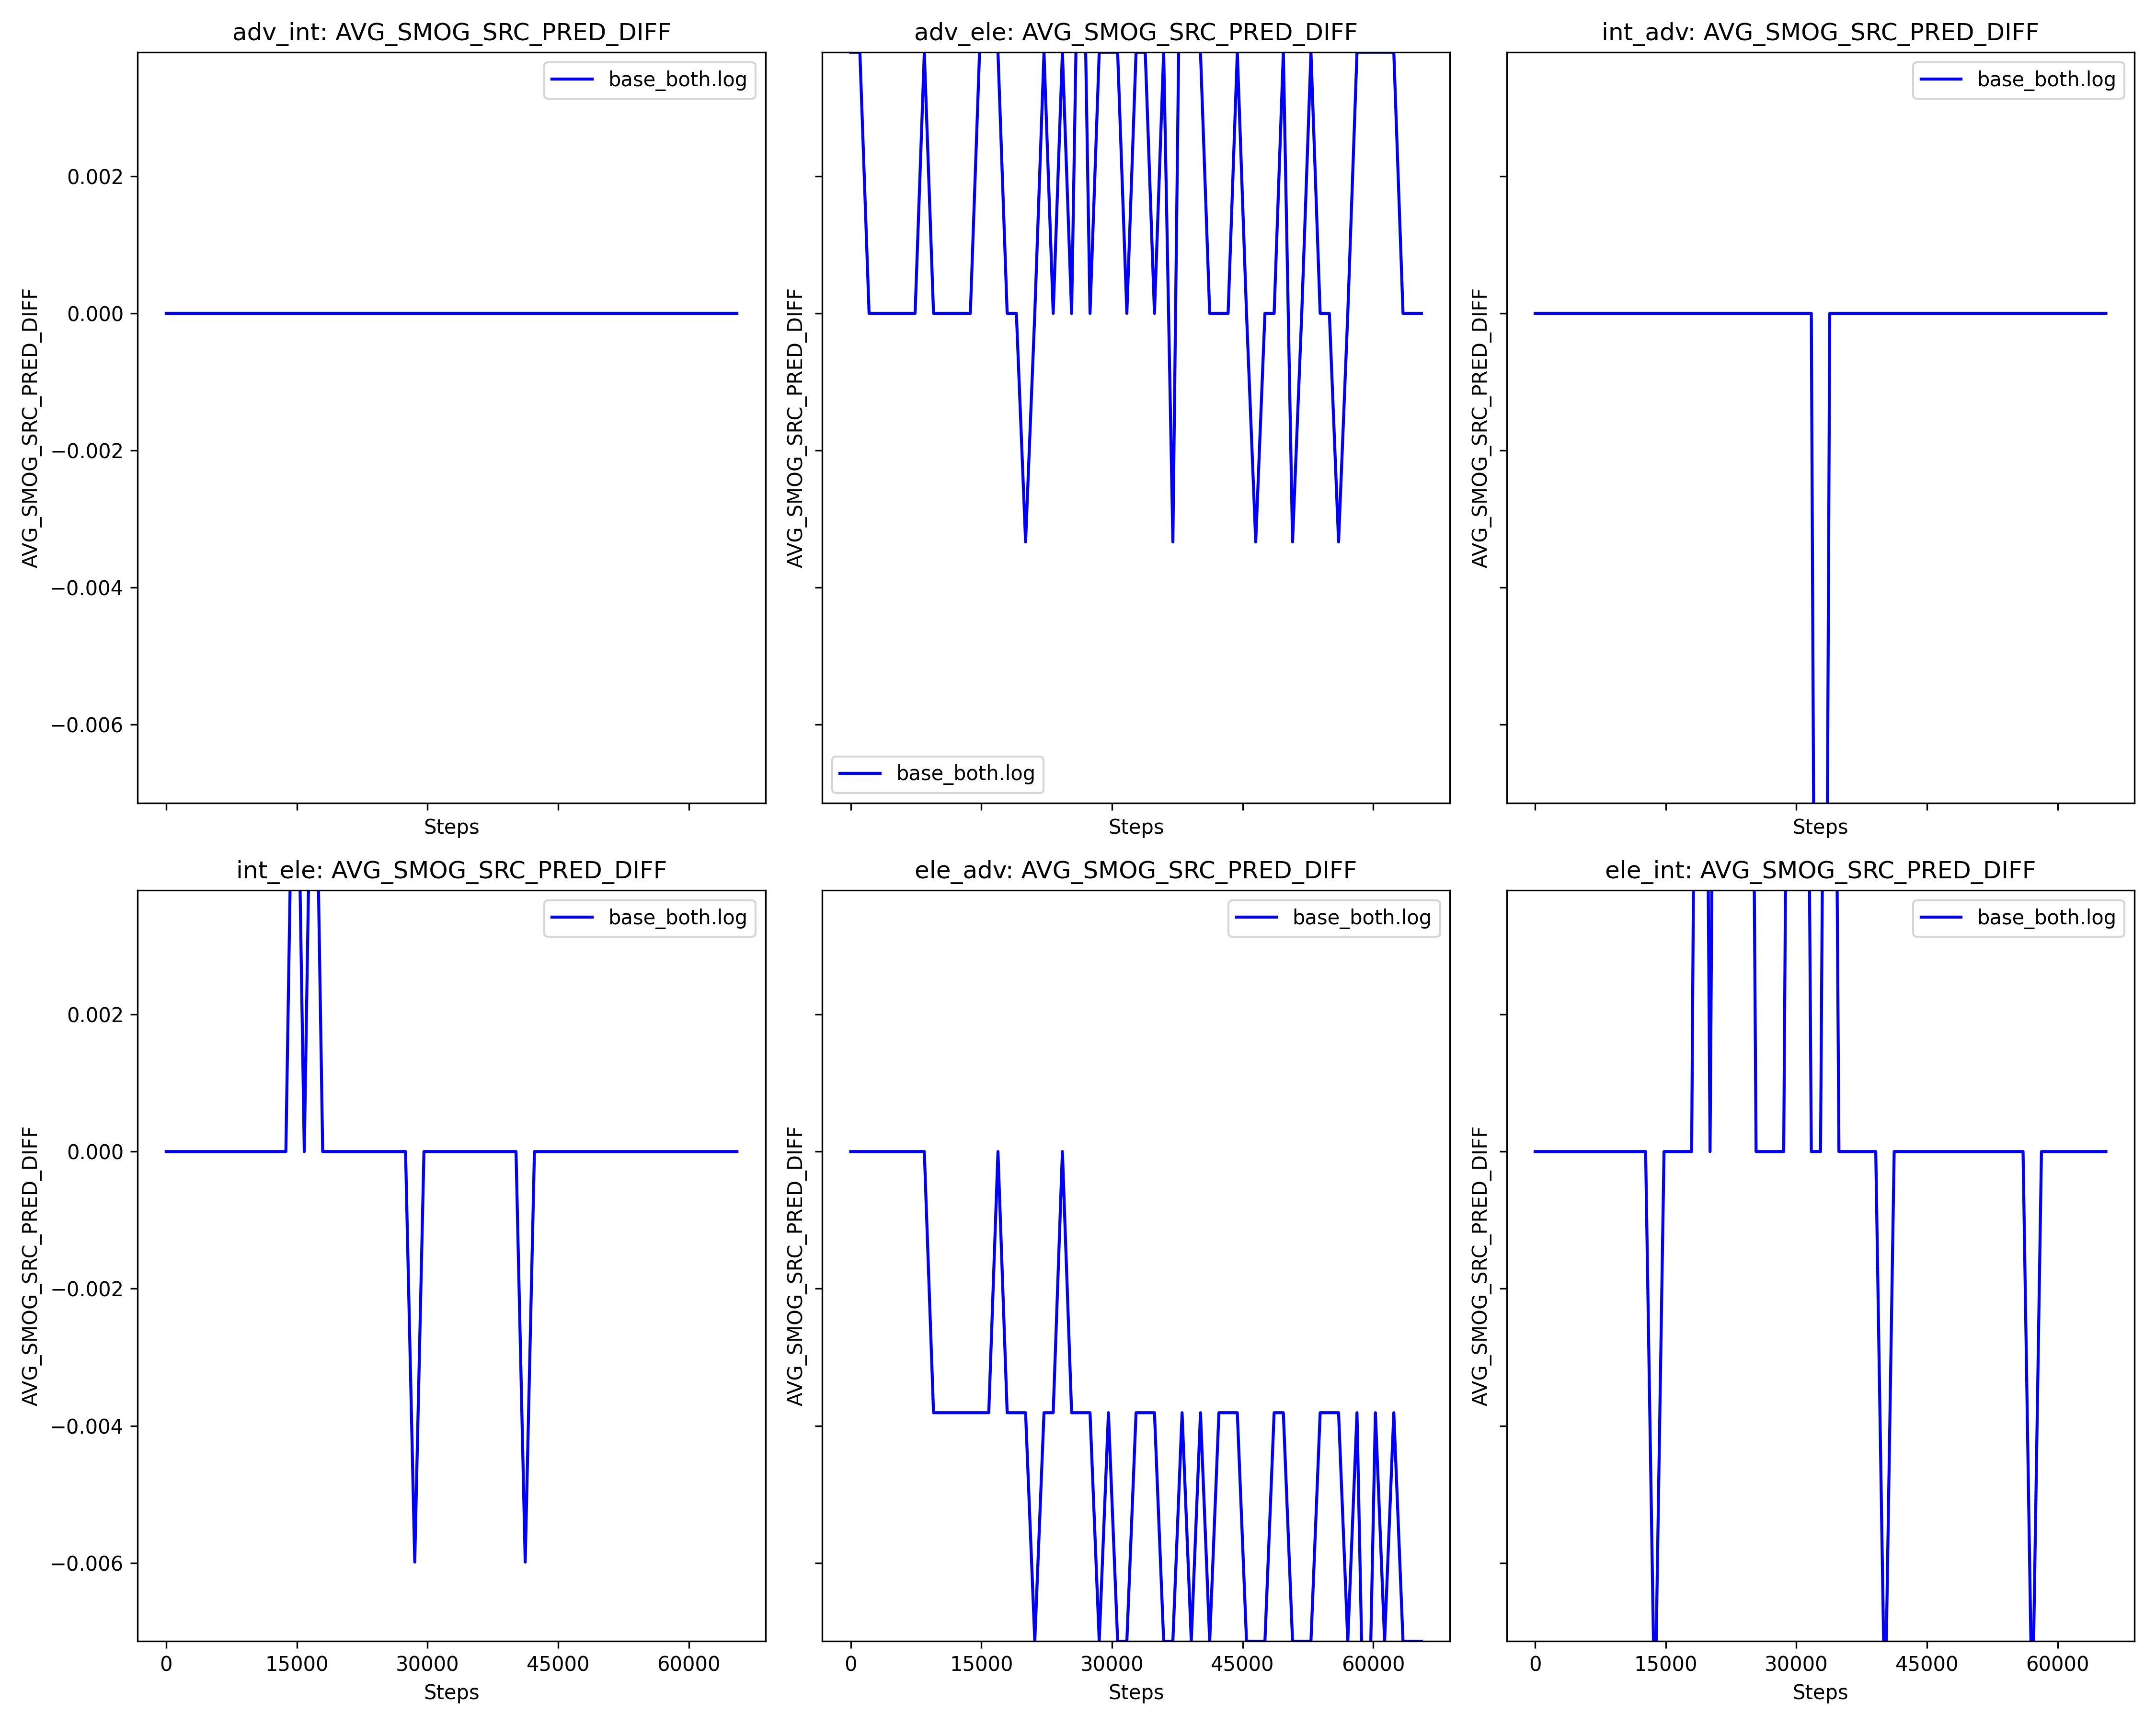 adv_int: AVG_SMOG_SRC_PRED_DIFF
adv_ele: AVG_SMOG_SRC_PRED_DIFF
int_adv: AVG_SMOG_SRC_PRED_DIFF
base_both.log
base_both.log
base_both.log
AVG_SMOG_SRC_PRED_DIFF
AVG_SMOG_SRC_PRED_DIFF
AVG_SMOG_SRC_PRED_DIFF
0.002
0.000
−0.002
−0.004
−0.006
Steps
Steps
Steps
int_ele: AVG_SMOG_SRC_PRED_DIFF
ele_adv: AVG_SMOG_SRC_PRED_DIFF
ele_int: AVG_SMOG_SRC_PRED_DIFF
base_both.log
base_both.log
base_both.log
AVG_SMOG_SRC_PRED_DIFF
AVG_SMOG_SRC_PRED_DIFF
AVG_SMOG_SRC_PRED_DIFF
0.002
0.000
−0.002
−0.004
−0.006
0 15000 30000 45000 60000
0 15000 30000 45000 60000
0 15000 30000 45000 60000
Steps
Steps
Steps